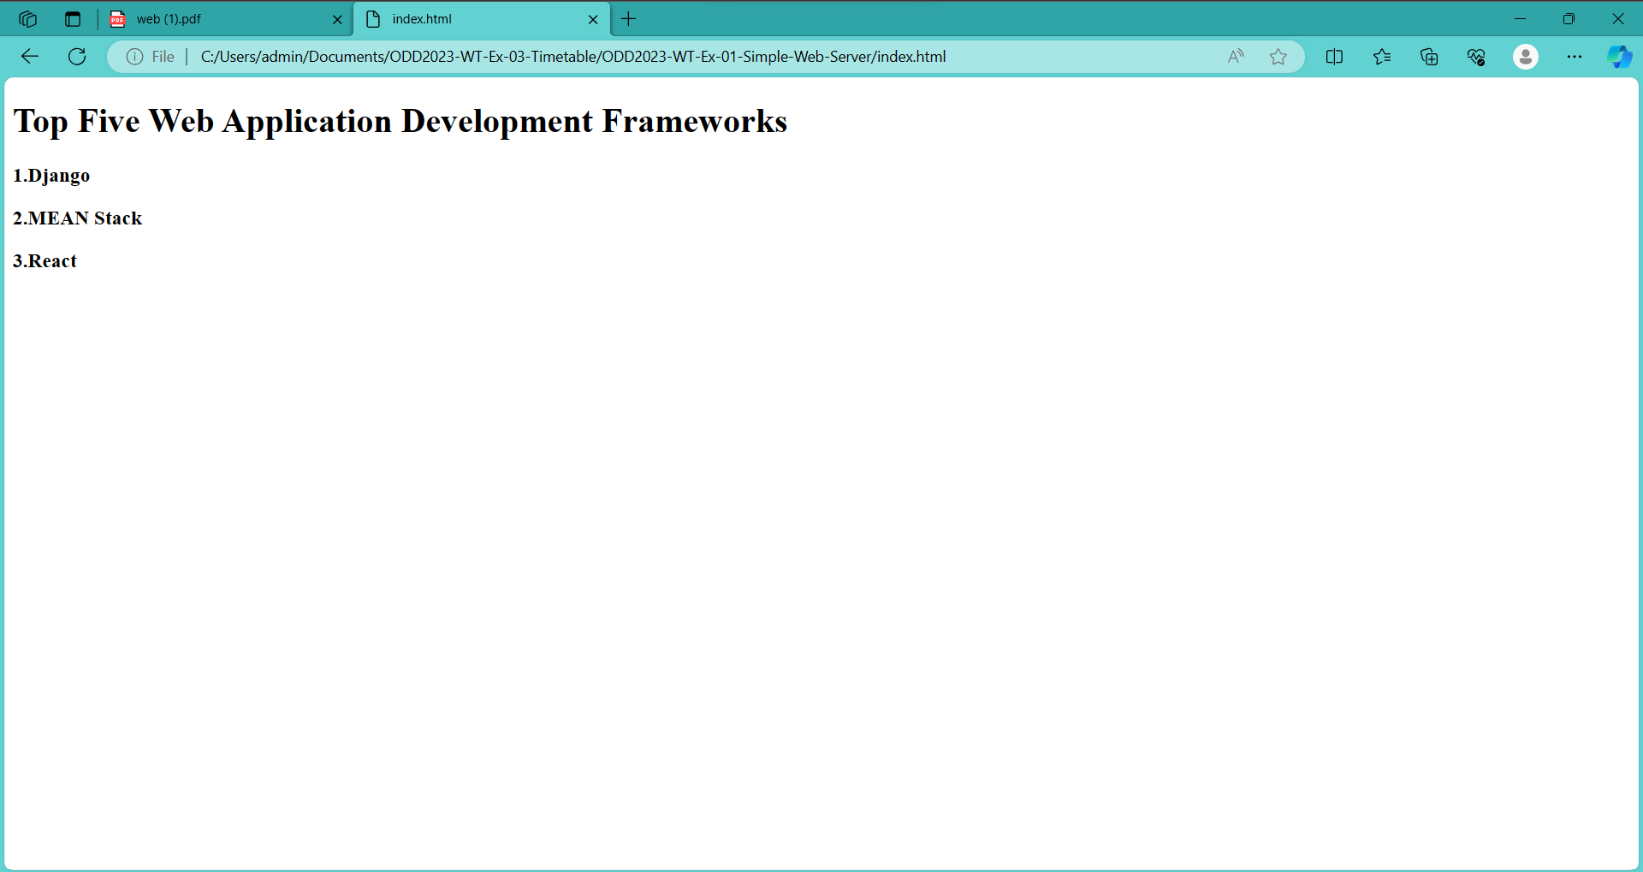 web (1).pdf
index.html
File
C:/Users/admin/Documents/ODD2023-WT-Ex-03-Timetable/ODD2023-WT-Ex-01-Simple-Web-Server/index.html
Top Five Web Application Development Frameworks
1.Django
2.MEAN Stack
3.React